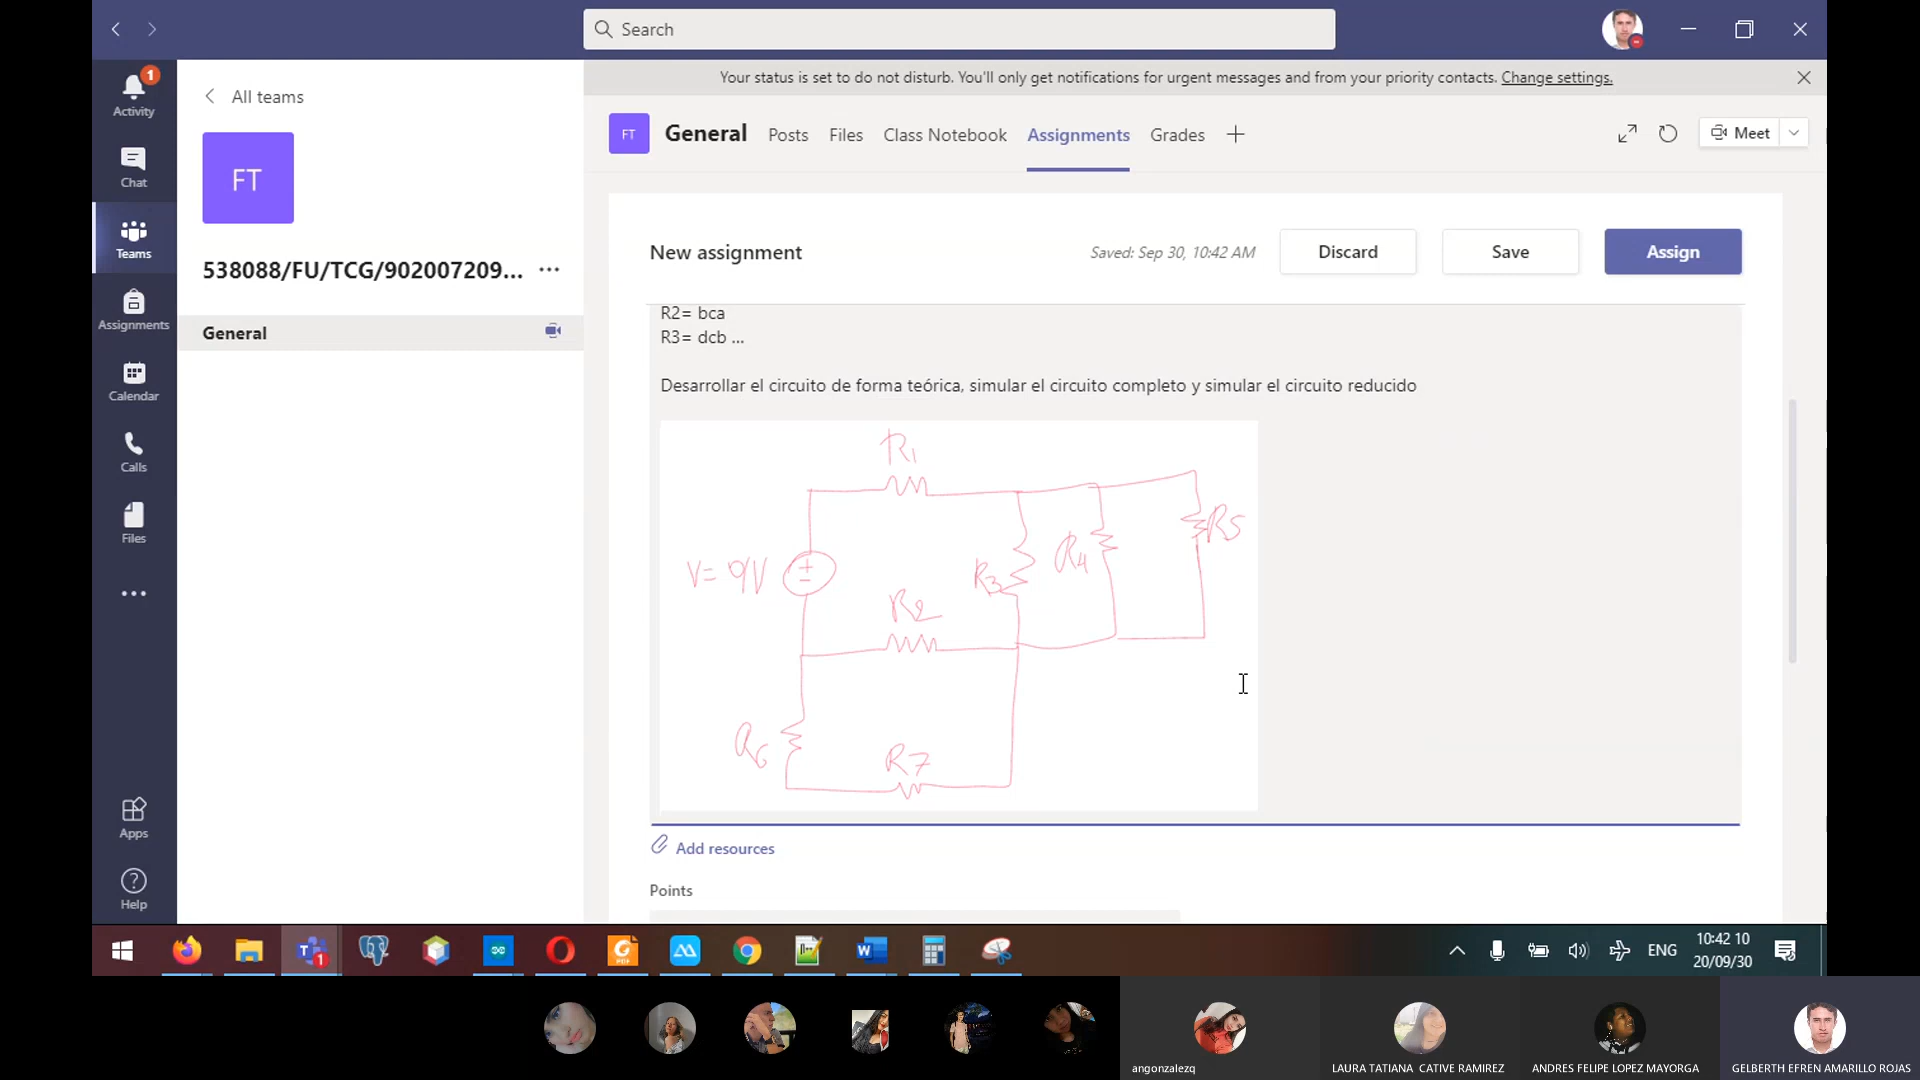 Search
Your status is set to do not disturb. You'll only get notifications for urgent messages and from your priority contacts. Change settings.
1
Activity
Chat
Teams
Assignments
Calendar
Calls
Files
Apps
Help
All teams
FT
538088/FU/TCG/902007209...
General
FT
General
Posts
Files
Class Notebook
Assignments
Grades
Meet
New assignment
Saved: Sep 30, 10:42 AM
Discard
Save
Assign
R2= bca
R3= dcb ...
Desarrollar el circuito de forma teórica, simular el circuito completo y simular el circuito reducido
R1
V= 9V
+
-
R2
R3
R4
R5
R6
R7
Add resources
Points
ENG
10:42 10
20/09/30
angonzalezq
LAURA TATIANA CATIVE RAMIREZ
ANDRES FELIPE LOPEZ MAYORGA
GELBERTH EFREN AMARILLO ROJAS